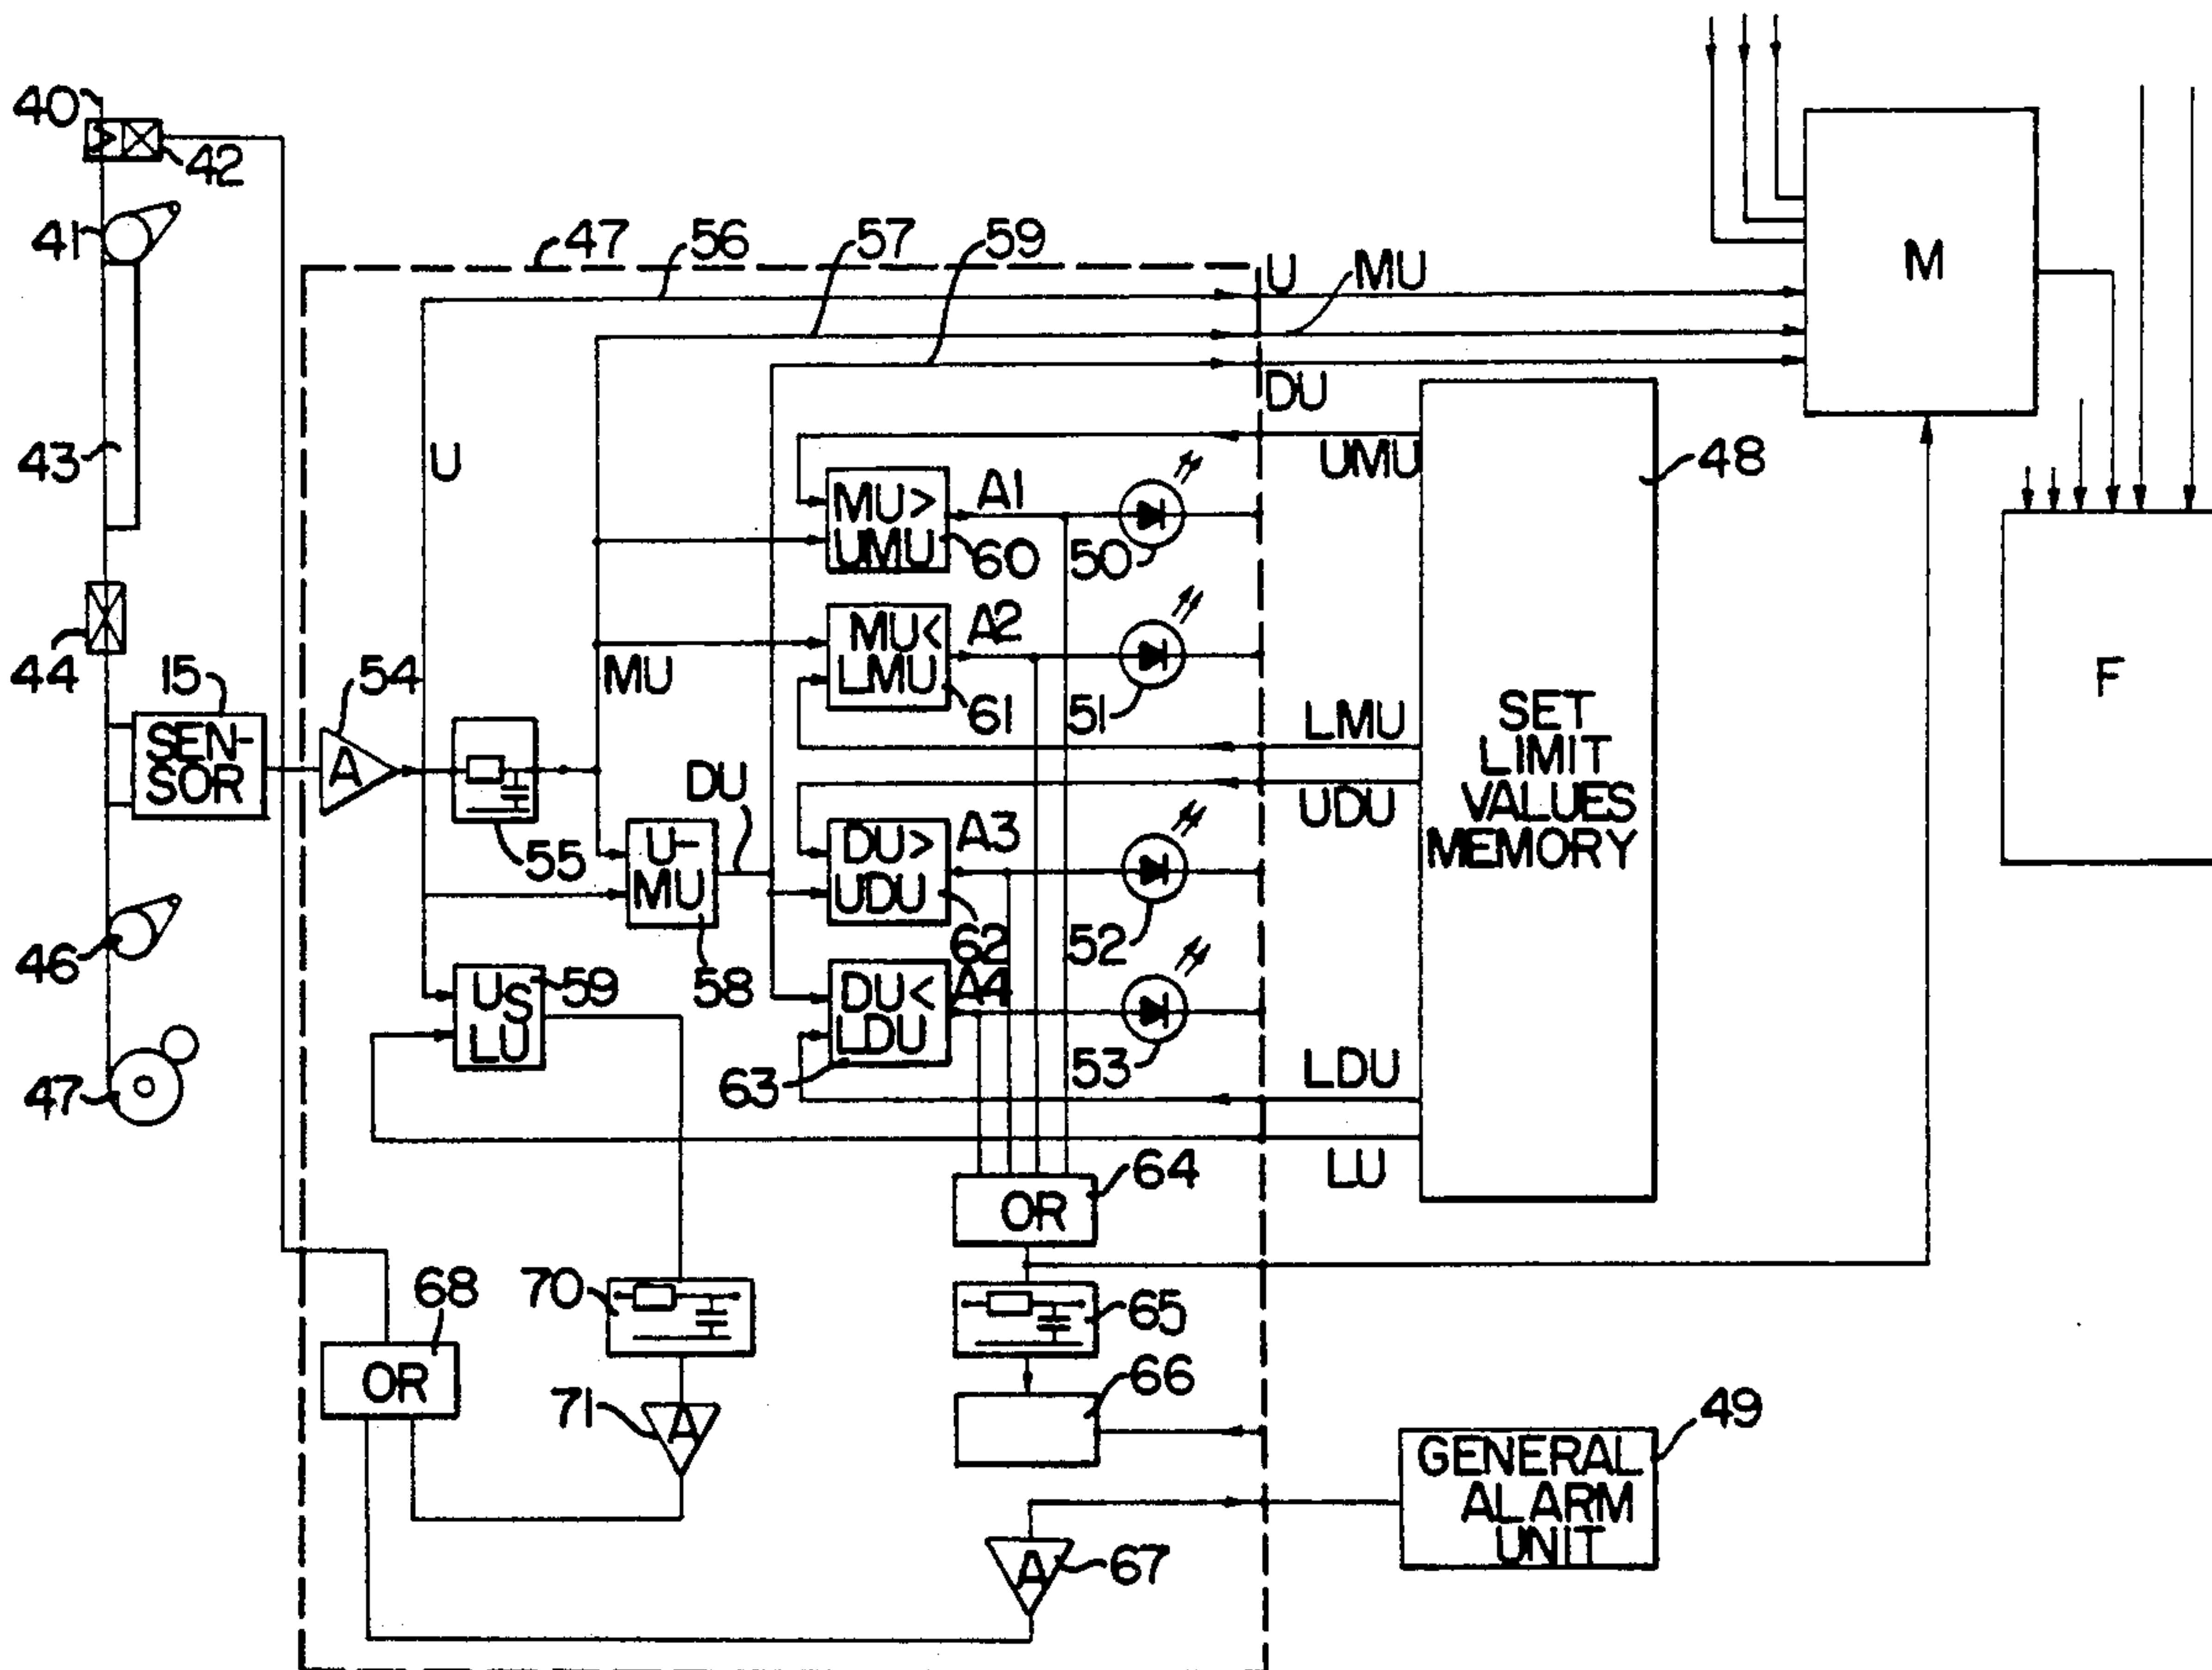 40
42
41
43
44
15
SEN-
SOR
46
47
47
56
57
59
U
MU
DU
M
F
U
54
A
55
MU
U-
MU
58
DU
US
LU
59
MU>
UMU
60
A1
50
MU<
LMU
61
A2
51
DU>
UDU
62
A3
52
DU<
LDU
63
A4
53
UMU
LMU
UDU
LDU
LU
48
SET
LIMIT
VALUES
MEMORY
OR
64
65
66
70
71
A
68
OR
A
67
49
GENERAL
ALARM
UNIT